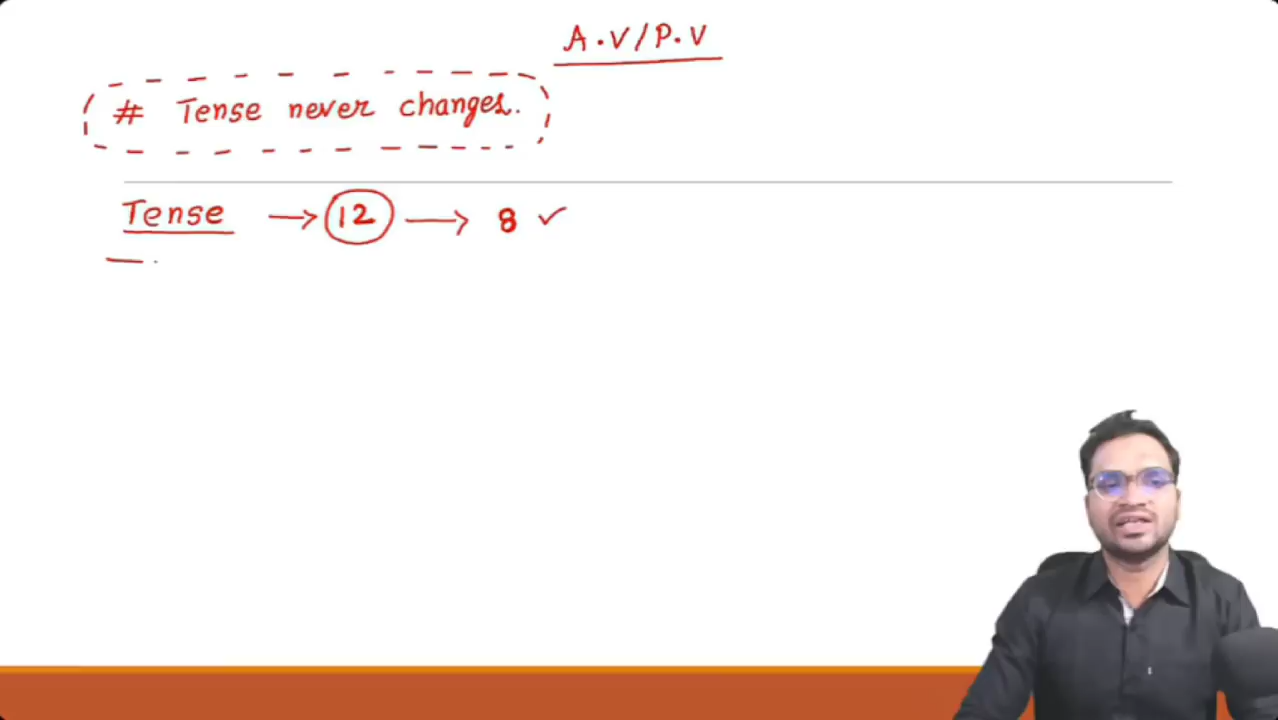 A.V/P.V
# Tense never changes.
Tense → 12 → 8 ✓